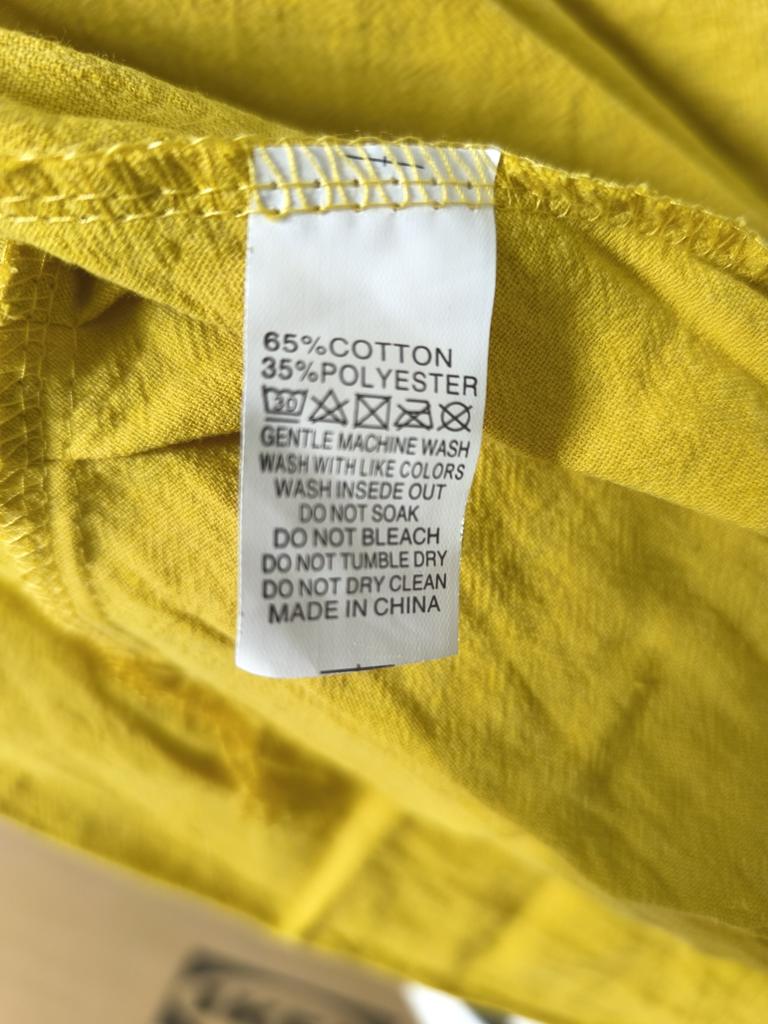 65%COTTON
35%POLYESTER
30
GENTLE MACHINE WASH
WASH WITH LIKE COLORS
WASH INSEDE OUT
DO NOT SOAK
DO NOT BLEACH
DO NOT TUMBLE DRY
DO NOT DRY CLEAN
MADE IN CHINA